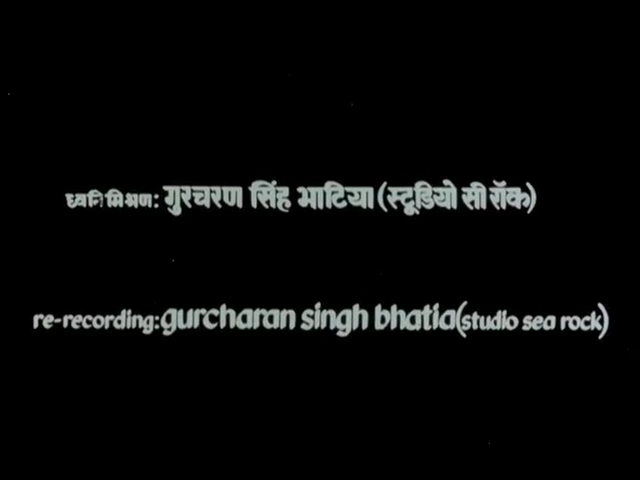 ध्वनि मिश्रण: गुरचरण सिंह भाटिया (स्टूडियो सी रॉक)
re-recording: gurcharan singh bhatia (studio sea rock)